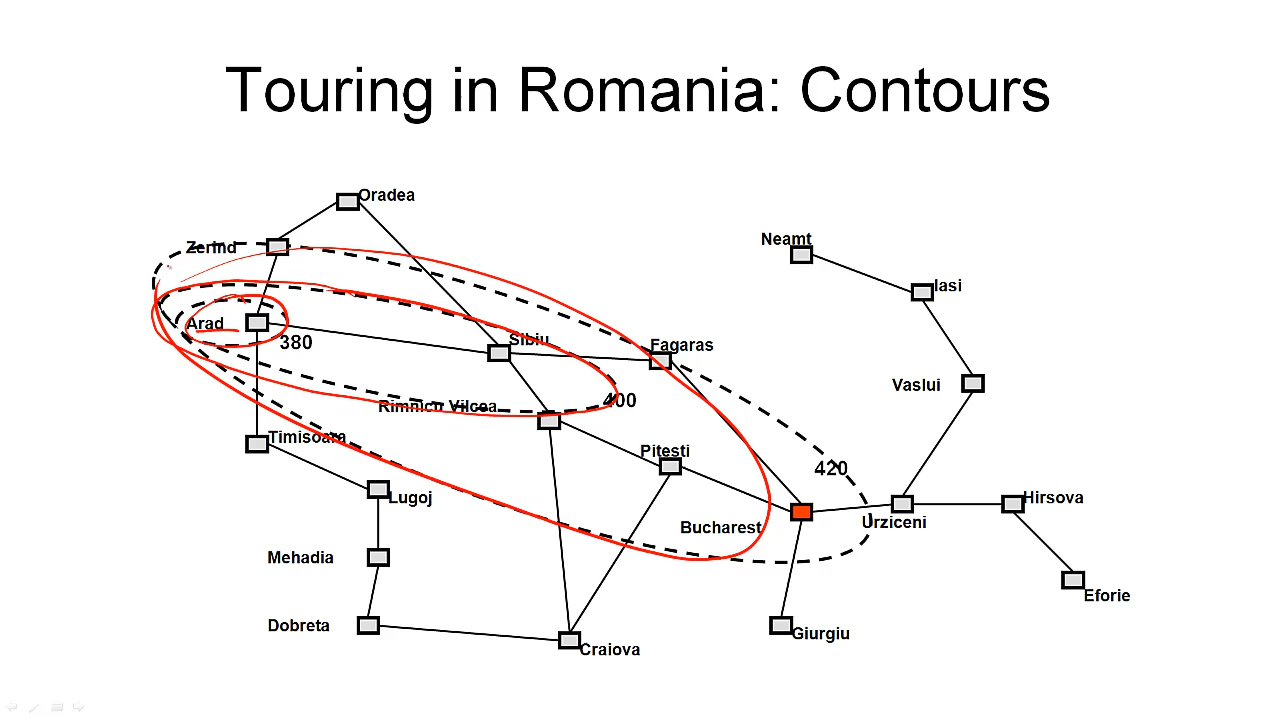 Touring in Romania: Contours
Oradea
Zerind
Neamt
Iasi
Arad
380
Sibiu
Fagaras
Vaslui
400
Rimnicu Vilcea
Timisoara
Pitesti
420
Lugoj
Hirsova
Bucharest
Urziceni
Mehadia
Eforie
Dobreta
Giurgiu
Craiova